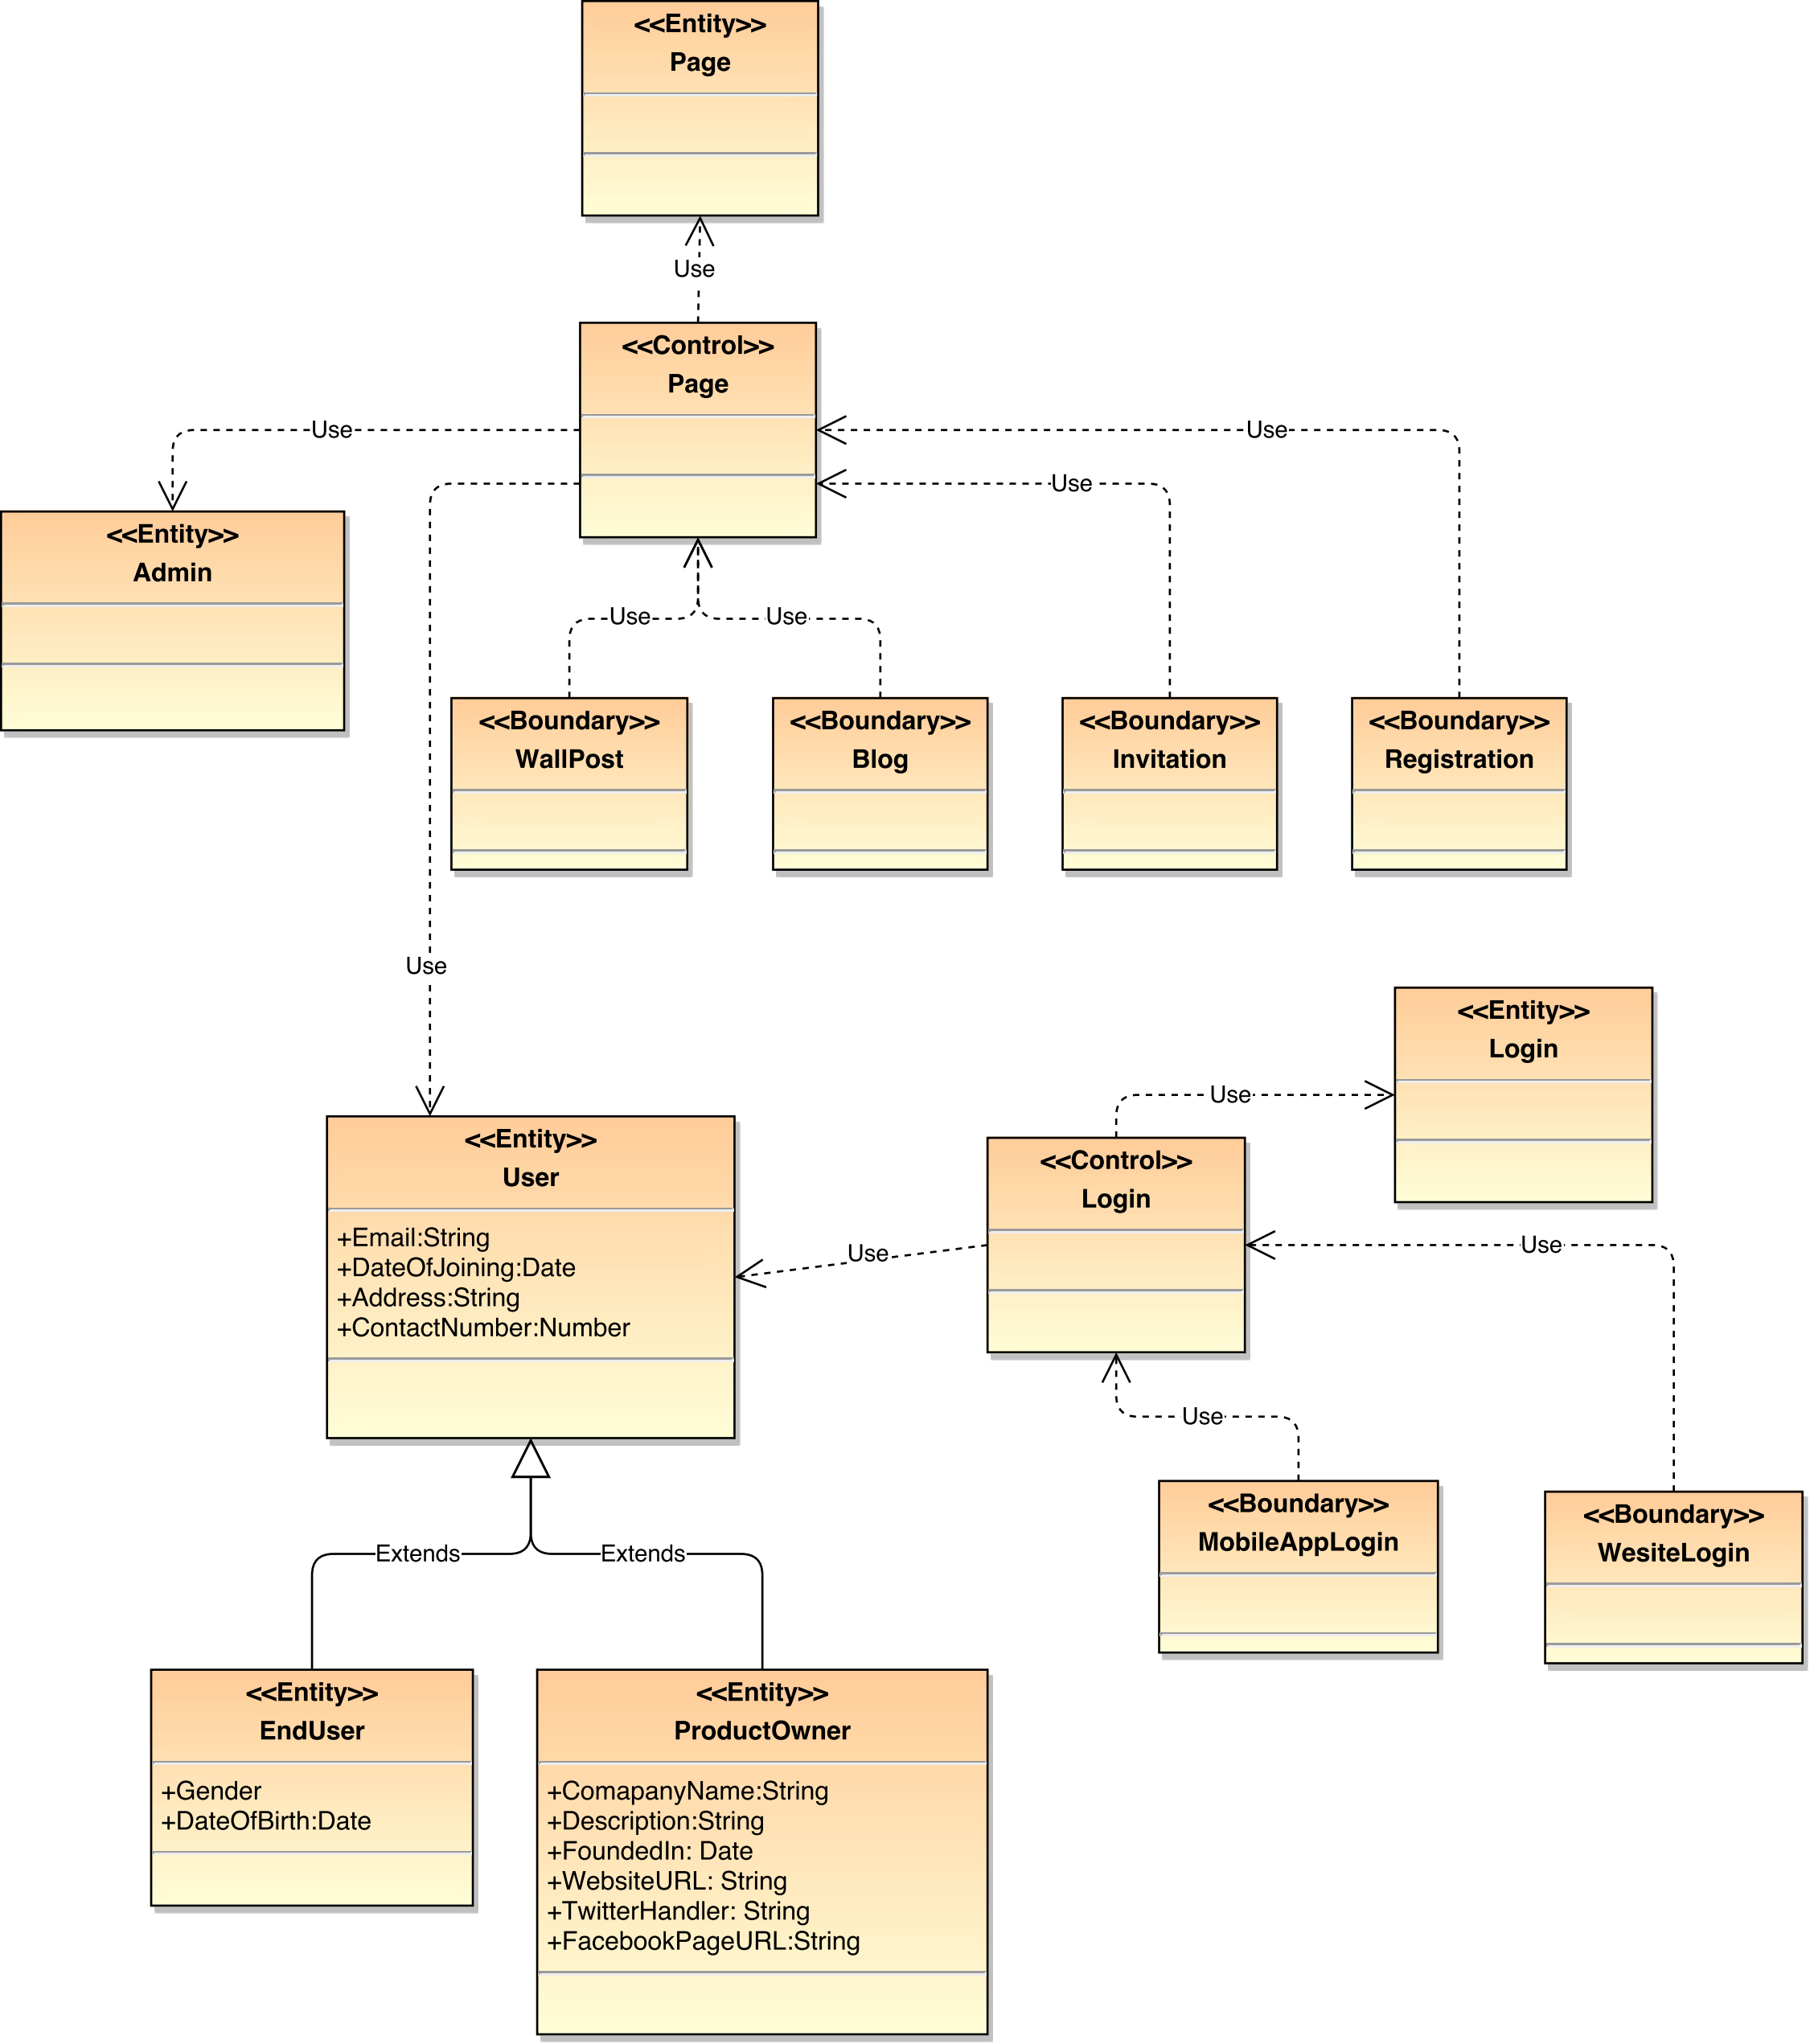 <<Entity>>
Page
Use
<<Control>>
Page
Use
Use
Use
<<Entity>>
Admin
Use
Use
<<Boundary>>
WallPost
<<Boundary>>
Blog
<<Boundary>>
Invitation
<<Boundary>>
Registration
Use
<<Entity>>
Login
Use
<<Entity>>
User
+Email:String
+DateOfJoining:Date
+Address:String
+ContactNumber:Number
<<Control>>
Login
Use
Use
Use
<<Boundary>>
MobileAppLogin
<<Boundary>>
WesiteLogin
Extends
Extends
<<Entity>>
EndUser
+Gender
+DateOfBirth:Date
<<Entity>>
ProductOwner
+ComapanyName:String
+Description:String
+FoundedIn: Date
+WebsiteURL: String
+TwitterHandler: String
+FacebookPageURL:String